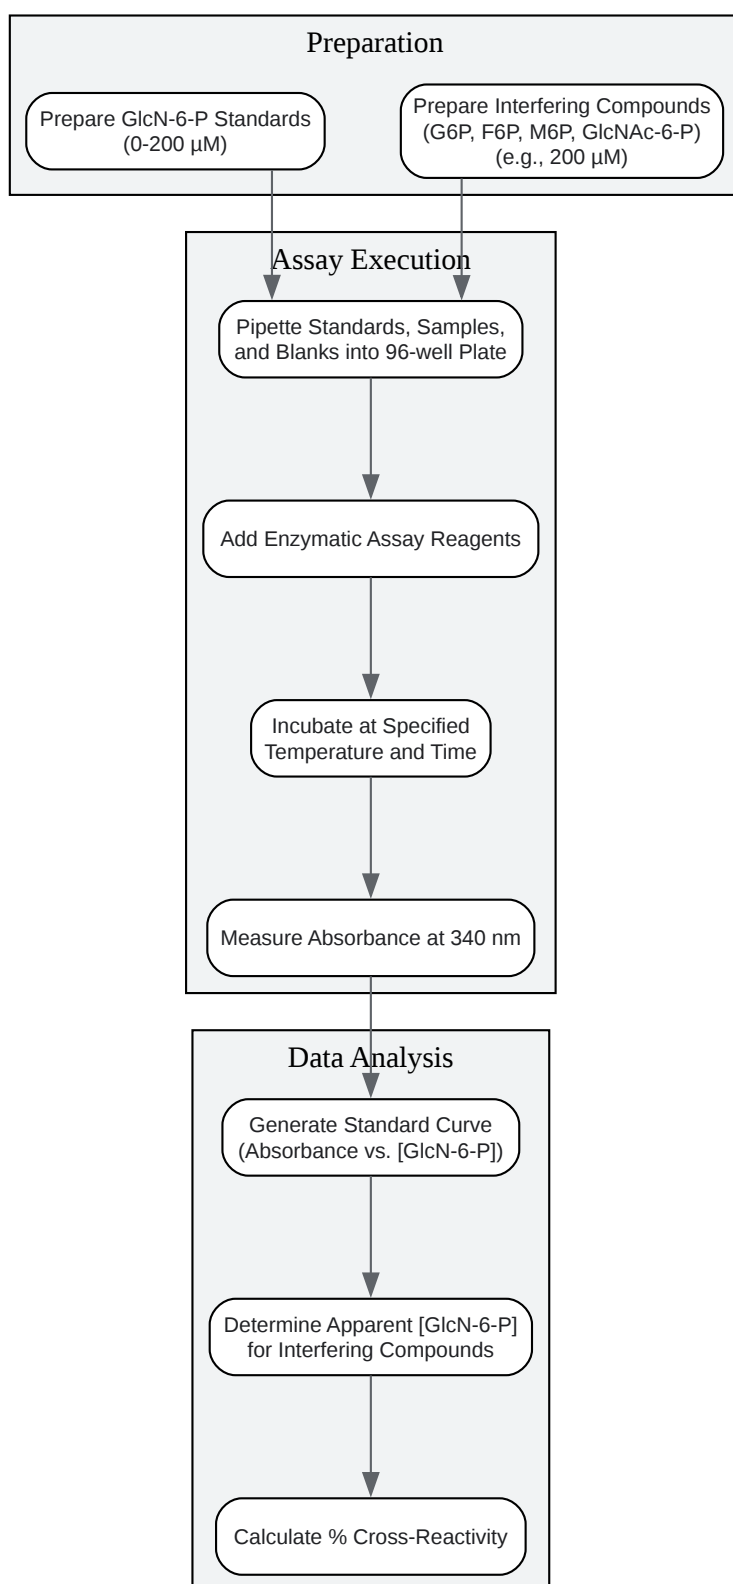 Preparation
Prepare GlcN-6-P Standards
(0-200 µM)
Prepare Interfering Compounds
(G6P, F6P, M6P, GlcNAc-6-P)
(e.g., 200 µM)
Assay Execution
Pipette Standards, Samples,
and Blanks into 96-well Plate
Add Enzymatic Assay Reagents
Incubate at Specified
Temperature and Time
Measure Absorbance at 340 nm
Data Analysis
Generate Standard Curve
(Absorbance vs. [GlcN-6-P])
Determine Apparent [GlcN-6-P]
for Interfering Compounds
Calculate % Cross-Reactivity